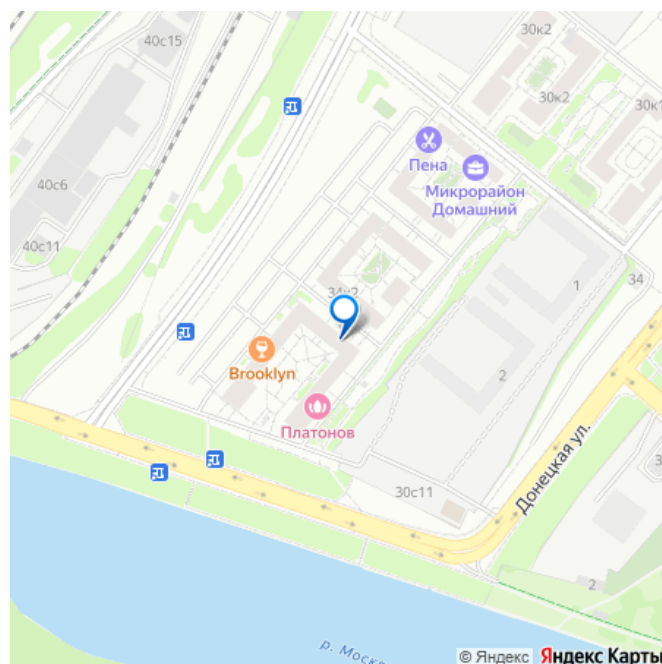 40с15
30к2
30к2
30к1
Пена
Микрорайон
Домашний
40с6
40с11
34к2
34
1
Brooklyn
2
Платонов
Донецкая ул.
30с11
2
р. Моск
© Яндекс Яндекс Карты